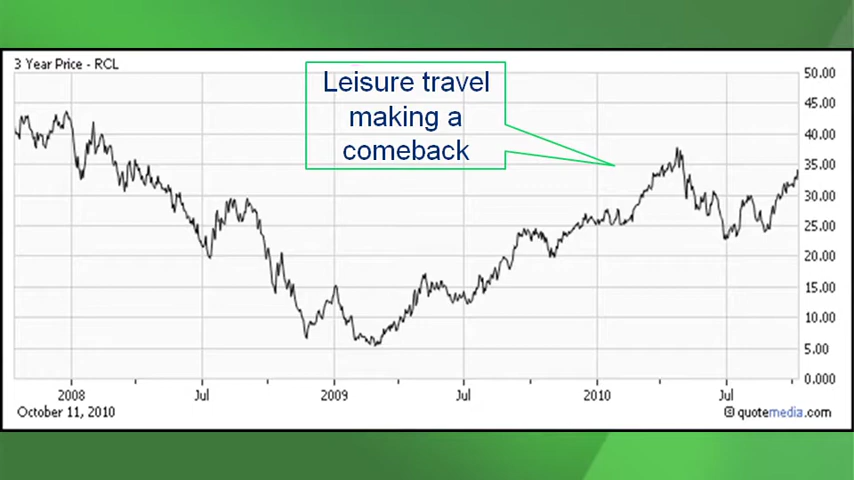 3 Year Price - RCL
Leisure travel
making a
comeback
50.00
45.00
40.00
35.00
30.00
25.00
20.00
15.00
10.00
5.00
0.000
2008
Jul
2009
Jul
2010
Jul
October 11, 2010
© quotemedia.com